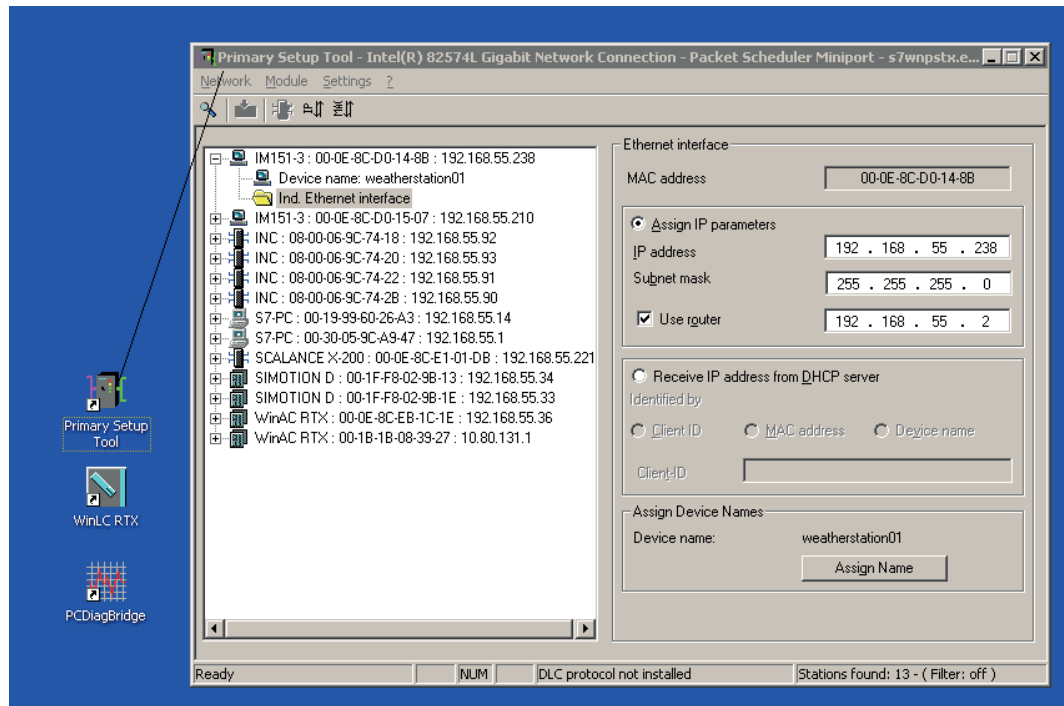 Primary Setup Tool - Intel(R) 82574L Gigabit Network Connection - Packet Scheduler Miniport - s7wnpstx.e...
Network Module Settings ?
IM151-3 : 00-0E-8C-D0-14-8B : 192.168.55.238
Device name: weatherstation01
Ind. Ethernet interface
IM151-3 : 00-0E-8C-D0-15-07 : 192.168.55.210
INC : 08-00-06-9C-74-18 : 192.168.55.92
INC : 08-00-06-9C-74-20 : 192.168.55.93
INC : 08-00-06-9C-74-22 : 192.168.55.91
INC : 08-00-06-9C-74-2B : 192.168.55.90
S7-PC : 00-19-99-60-26-A3 : 192.168.55.14
S7-PC : 00-30-05-9C-A9-47 : 192.168.55.1
SCALANCE X-200 : 00-0E-8C-E1-01-DB : 192.168.55.221
SIMOTION D : 00-1F-F8-02-9B-13 : 192.168.55.34
SIMOTION D : 00-1F-F8-02-9B-1E : 192.168.55.33
WinAC RTX : 00-0E-8C-EB-1C-1E : 192.168.55.36
WinAC RTX : 00-1B-1B-08-39-27 : 10.80.131.1
Ethernet interface
MAC address 00-0E-8C-D0-14-8B
Assign IP parameters
IP address 192 . 168 . 55 . 238
Subnet mask 255 . 255 . 255 . 0
Use router 192 . 168 . 55 . 2
Receive IP address from DHCP server
Identified by
Client ID MAC address Device name
Client-ID
Assign Device Names
Device name: weatherstation01
Assign Name
Ready NUM DLC protocol not installed Stations found: 13 - ( Filter: off )
Primary Setup
Tool
WinLC RTX
PCDiagBridge